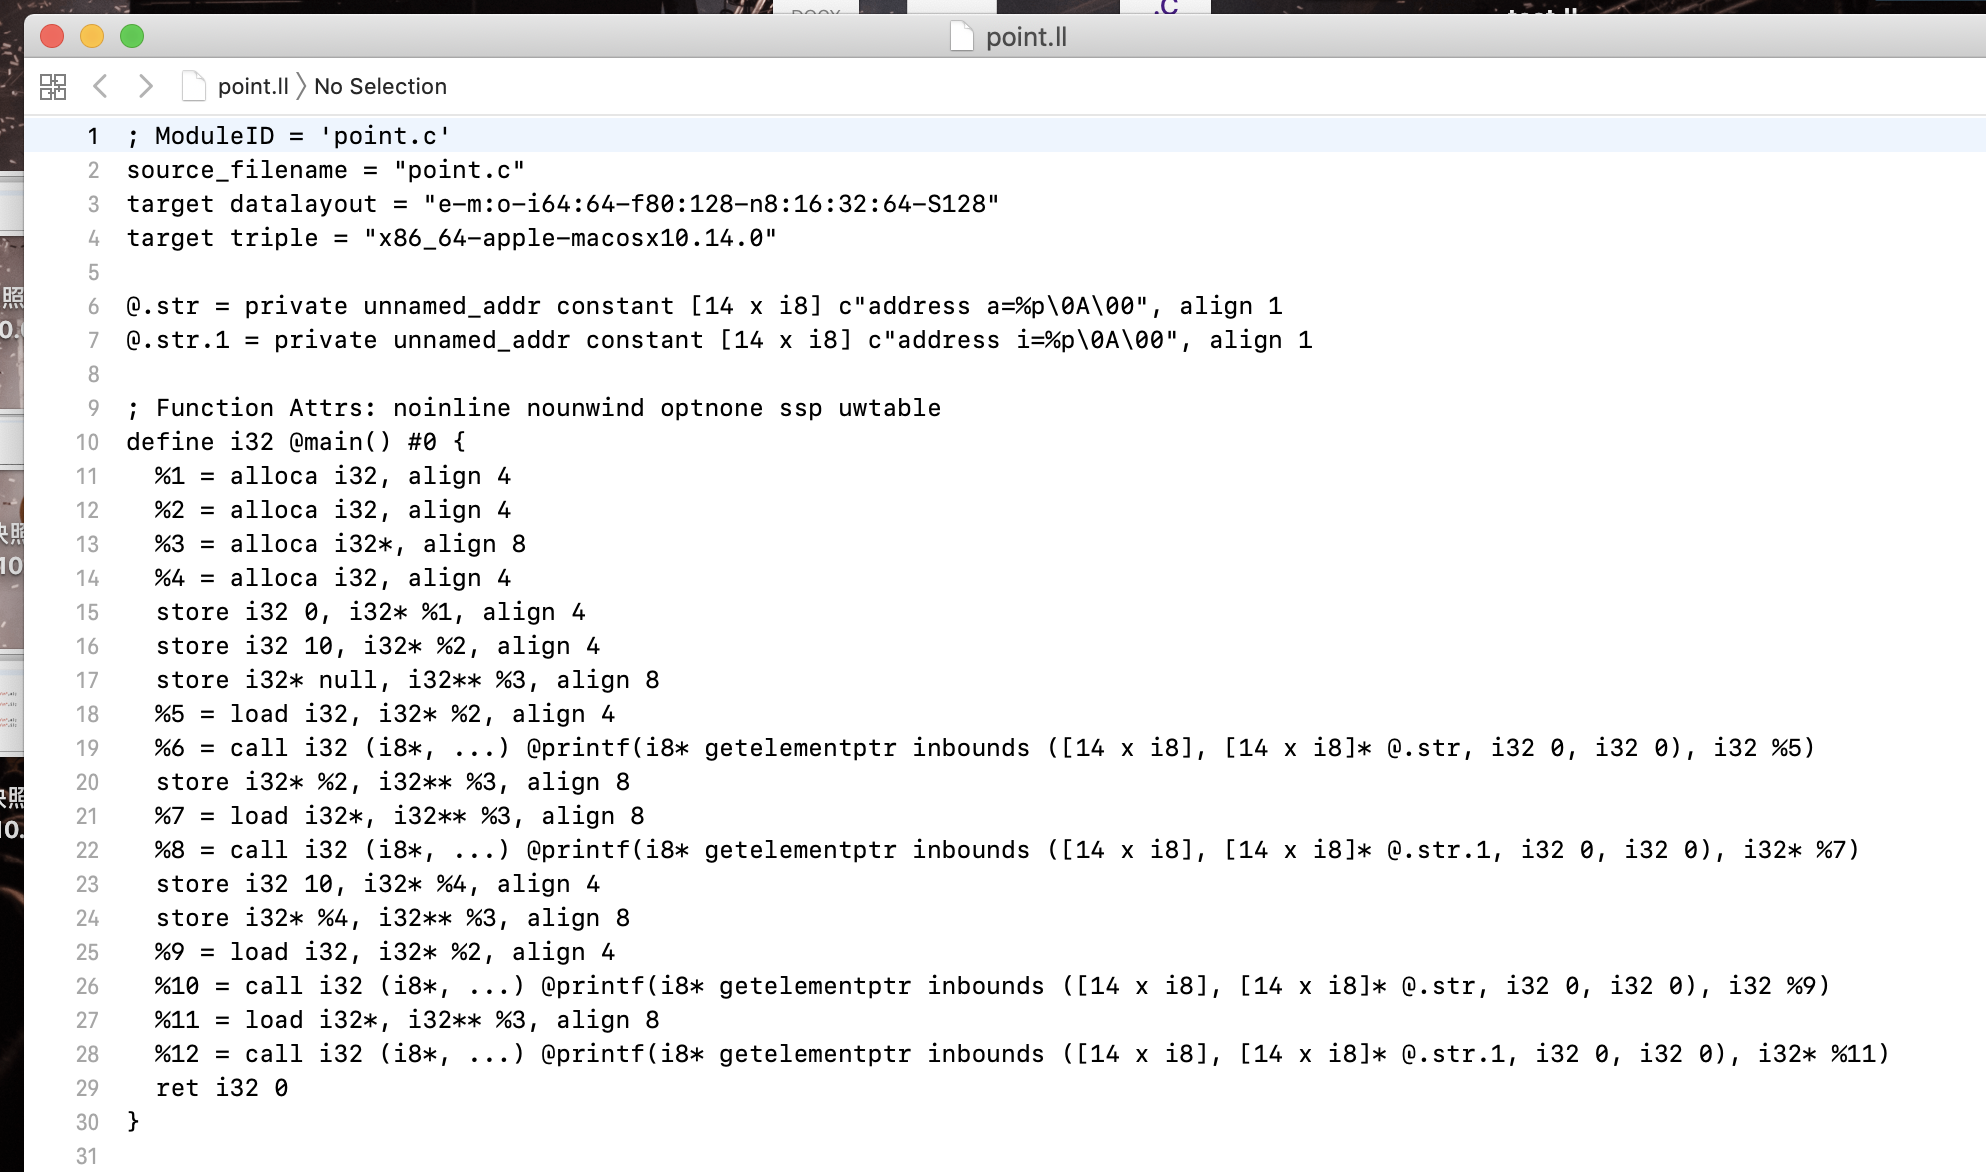 .C
point.ll
point.ll 〉 No Selection
1 ; ModuleID = 'point.c'
2 source_filename = "point.c"
3 target datalayout = "e-m:o-i64:64-f80:128-n8:16:32:64-S128"
4 target triple = "x86_64-apple-macosx10.14.0"
5
6 @.str = private unnamed_addr constant [14 x i8] c"address a=%p\0A\00", align 1
7 @.str.1 = private unnamed_addr constant [14 x i8] c"address i=%p\0A\00", align 1
8
9 ; Function Attrs: noinline nounwind optnone ssp uwtable
10 define i32 @main() #0 {
11   %1 = alloca i32, align 4
12   %2 = alloca i32, align 4
13   %3 = alloca i32*, align 8
14   %4 = alloca i32, align 4
15   store i32 0, i32* %1, align 4
16   store i32 10, i32* %2, align 4
17   store i32* null, i32** %3, align 8
18   %5 = load i32, i32* %2, align 4
19   %6 = call i32 (i8*, ...) @printf(i8* getelementptr inbounds ([14 x i8], [14 x i8]* @.str, i32 0, i32 0), i32 %5)
20   store i32* %2, i32** %3, align 8
21   %7 = load i32*, i32** %3, align 8
22   %8 = call i32 (i8*, ...) @printf(i8* getelementptr inbounds ([14 x i8], [14 x i8]* @.str.1, i32 0, i32 0), i32* %7)
23   store i32 10, i32* %4, align 4
24   store i32* %4, i32** %3, align 8
25   %9 = load i32, i32* %2, align 4
26   %10 = call i32 (i8*, ...) @printf(i8* getelementptr inbounds ([14 x i8], [14 x i8]* @.str, i32 0, i32 0), i32 %9)
27   %11 = load i32*, i32** %3, align 8
28   %12 = call i32 (i8*, ...) @printf(i8* getelementptr inbounds ([14 x i8], [14 x i8]* @.str.1, i32 0, i32 0), i32* %11)
29   ret i32 0
30 }
31